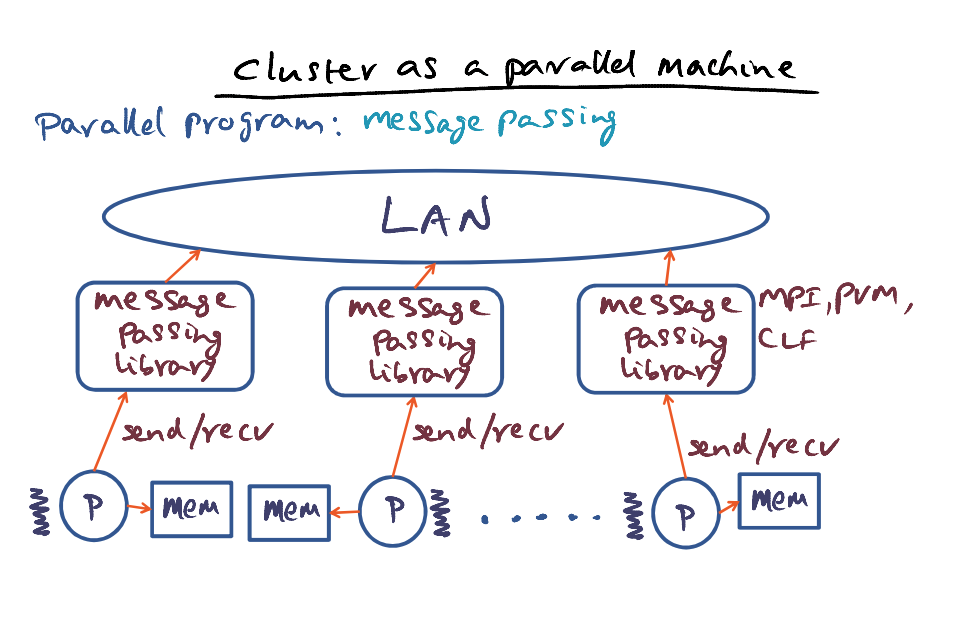 Cluster as a parallel machine
Parallel program: message passing
LAN
message
passing
library
message
passing
library
message
passing
library
MPI, PVM,
CLF
send/recv
send/recv
send/recv
P
mem
mem
P
. . . . . .
P
mem